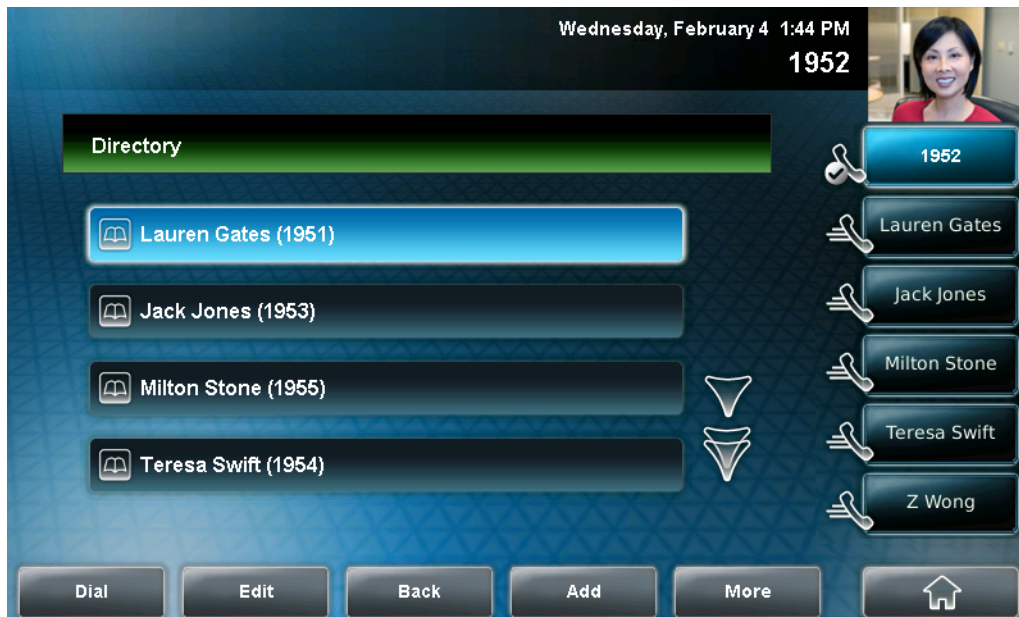 Wednesday, February 4 1:44 PM
1952
Directory
Lauren Gates (1951)
Jack Jones (1953)
Milton Stone (1955)
Teresa Swift (1954)
1952
Lauren Gates
Jack Jones
Milton Stone
Teresa Swift
Z Wong
Dial
Edit
Back
Add
More